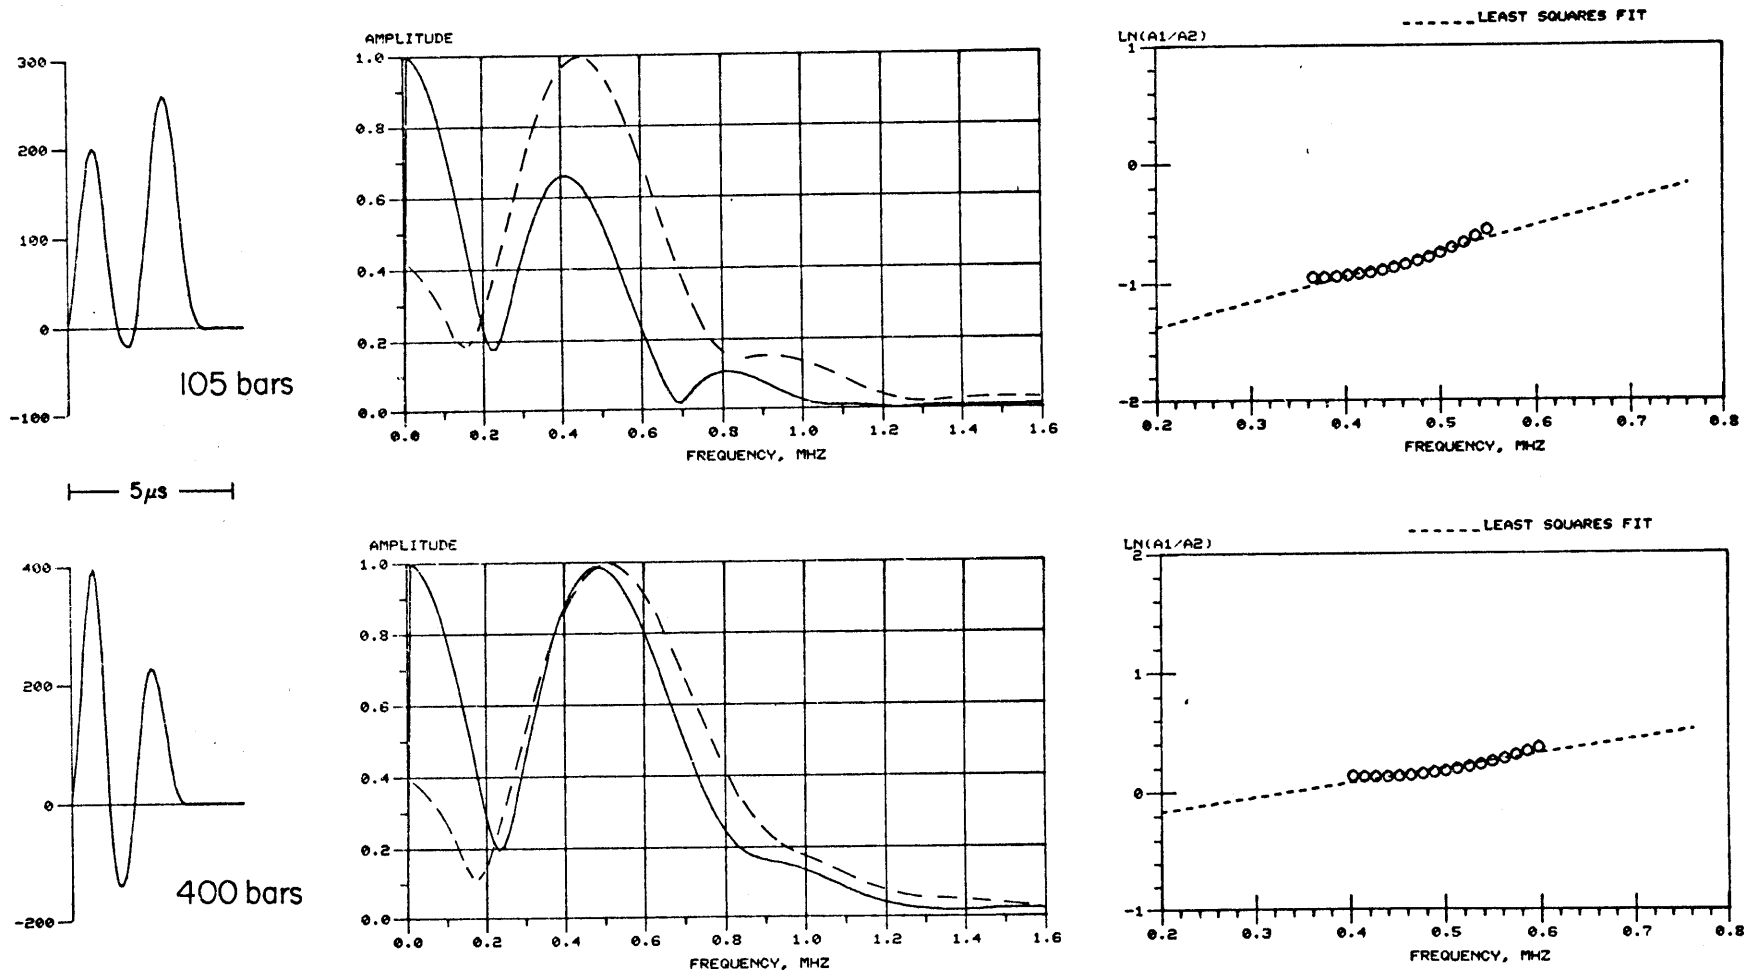 300
200
100
0
-100
105 bars
AMPLITUDE
1.0
0.8
0.6
0.4
0.2
0.0
0.0 0.2 0.4 0.6 0.8 1.0 1.2 1.4 1.6
FREQUENCY, MHZ
------LEAST SQUARES FIT
LN(A1/A2)
1
0
-1
-2
0.2 0.3 0.4 0.5 0.6 0.7 0.8
FREQUENCY, MHZ
5μs
400
200
0
-200
400 bars
AMPLITUDE
1.0
0.8
0.6
0.4
0.2
0.0
0.0 0.2 0.4 0.6 0.8 1.0 1.2 1.4 1.6
FREQUENCY, MHZ
------LEAST SQUARES FIT
LN(A1/A2)
2
1
0
-1
0.2 0.3 0.4 0.5 0.6 0.7 0.8
FREQUENCY, MHZ